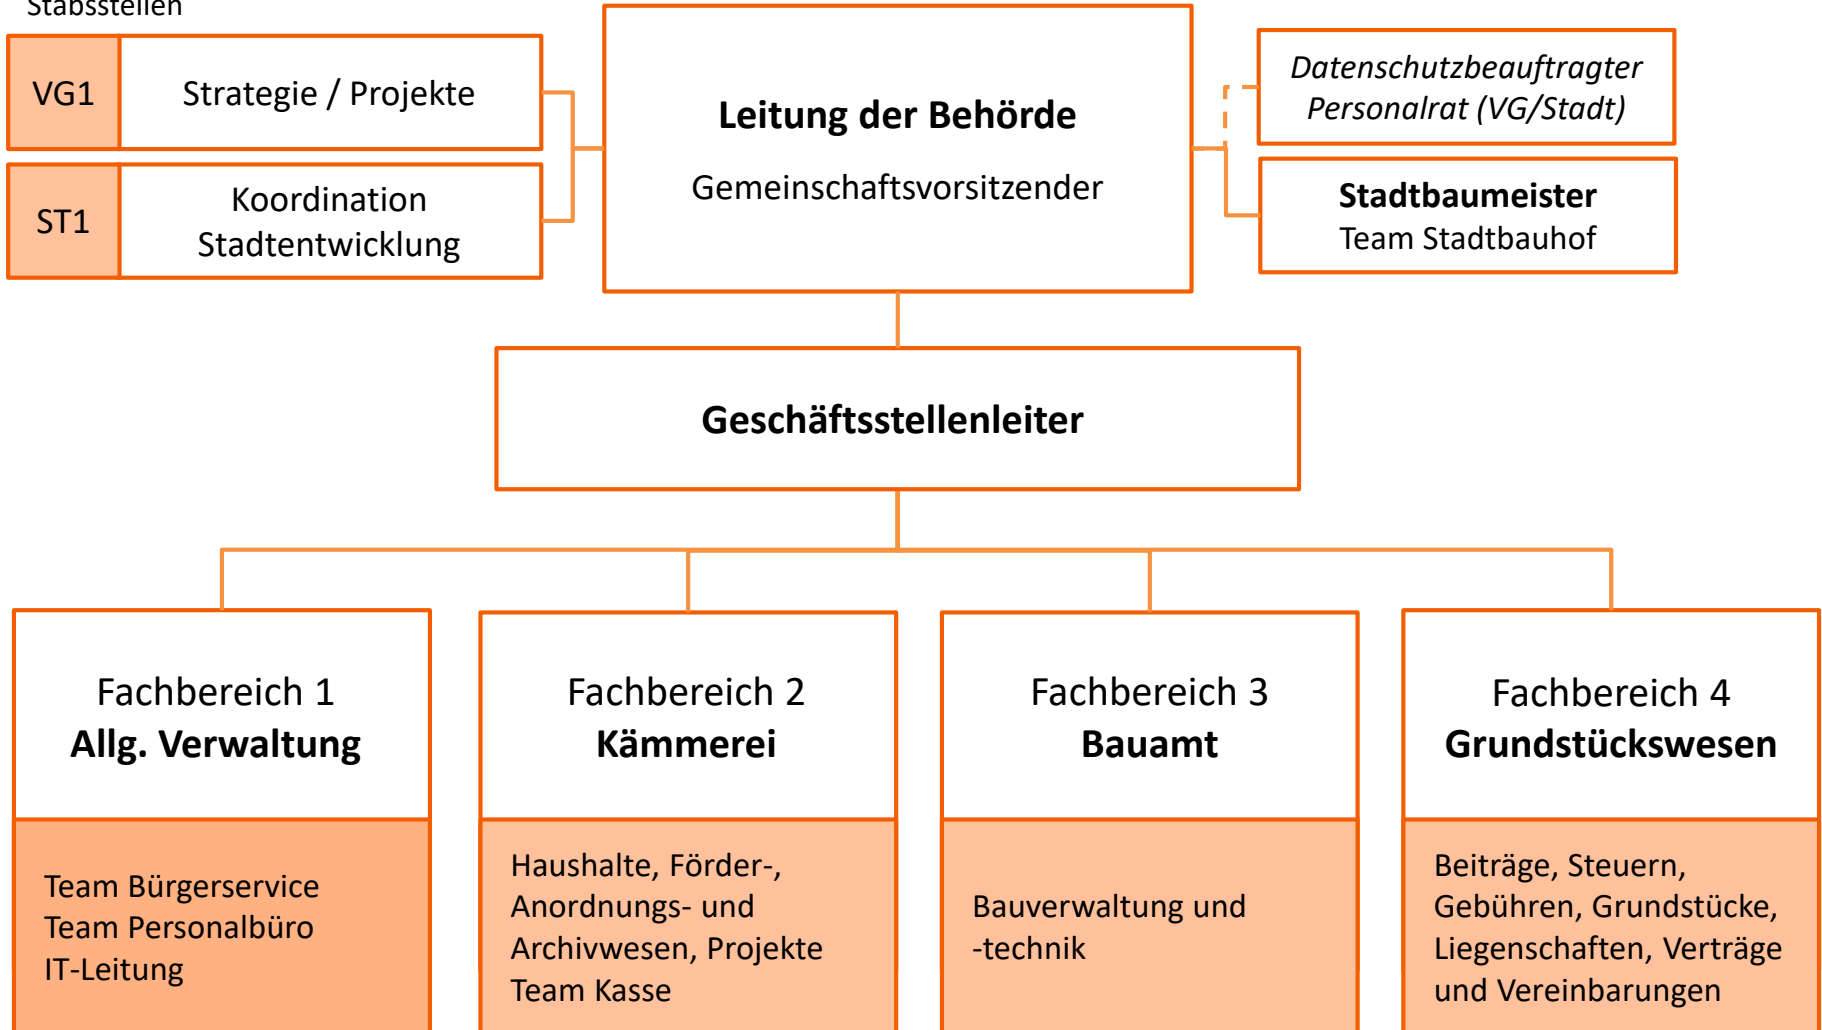 Stabsstellen
VG1
Strategie / Projekte
ST1
Koordination
Stadtentwicklung
Leitung der Behörde
Gemeinschaftsvorsitzender
Datenschutzbeauftragter
Personalrat (VG/Stadt)
Stadtbaumeister
Team Stadtbauhof
Geschäftsstellenleiter
Fachbereich 1
Allg. Verwaltung
Team Bürgerservice
Team Personalbüro
IT-Leitung
Fachbereich 2
Kämmerei
Haushalte, Förder-,
Anordnungs- und
Archivwesen, Projekte
Team Kasse
Fachbereich 3
Bauamt
Bauverwaltung und
-technik
Fachbereich 4
Grundstückswesen
Beiträge, Steuern,
Gebühren, Grundstücke,
Liegenschaften, Verträge
und Vereinbarungen